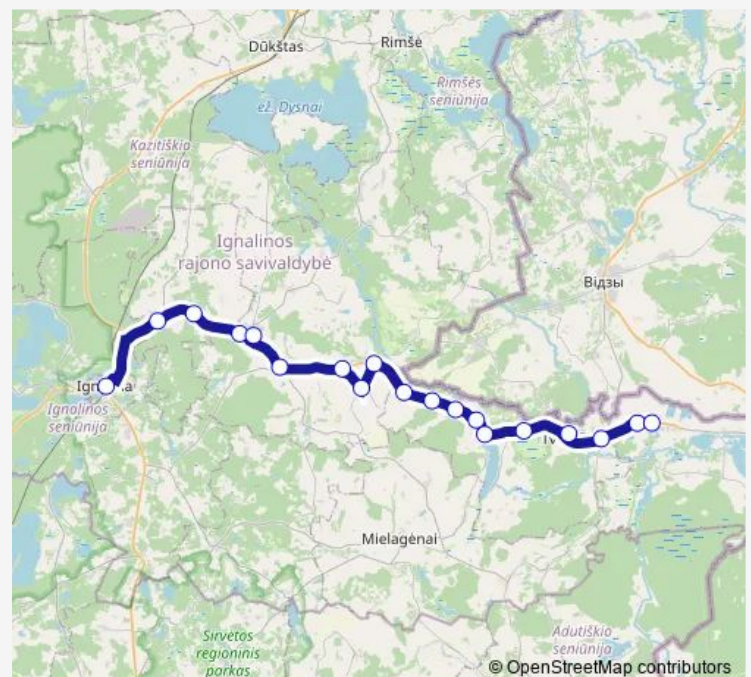 Dūkštas
Rimšė
Rimšės
seniūnija
ež. Dysnai
Kazitiškio
seniūnija
Ignalinos
rajono savivaldybė
Відзы
Ignalinos
seniūnija
Mielagėnai
Sirvėtos
regioninis
parkas
Adutiškio
seniūnija
© OpenStreetMap contributors